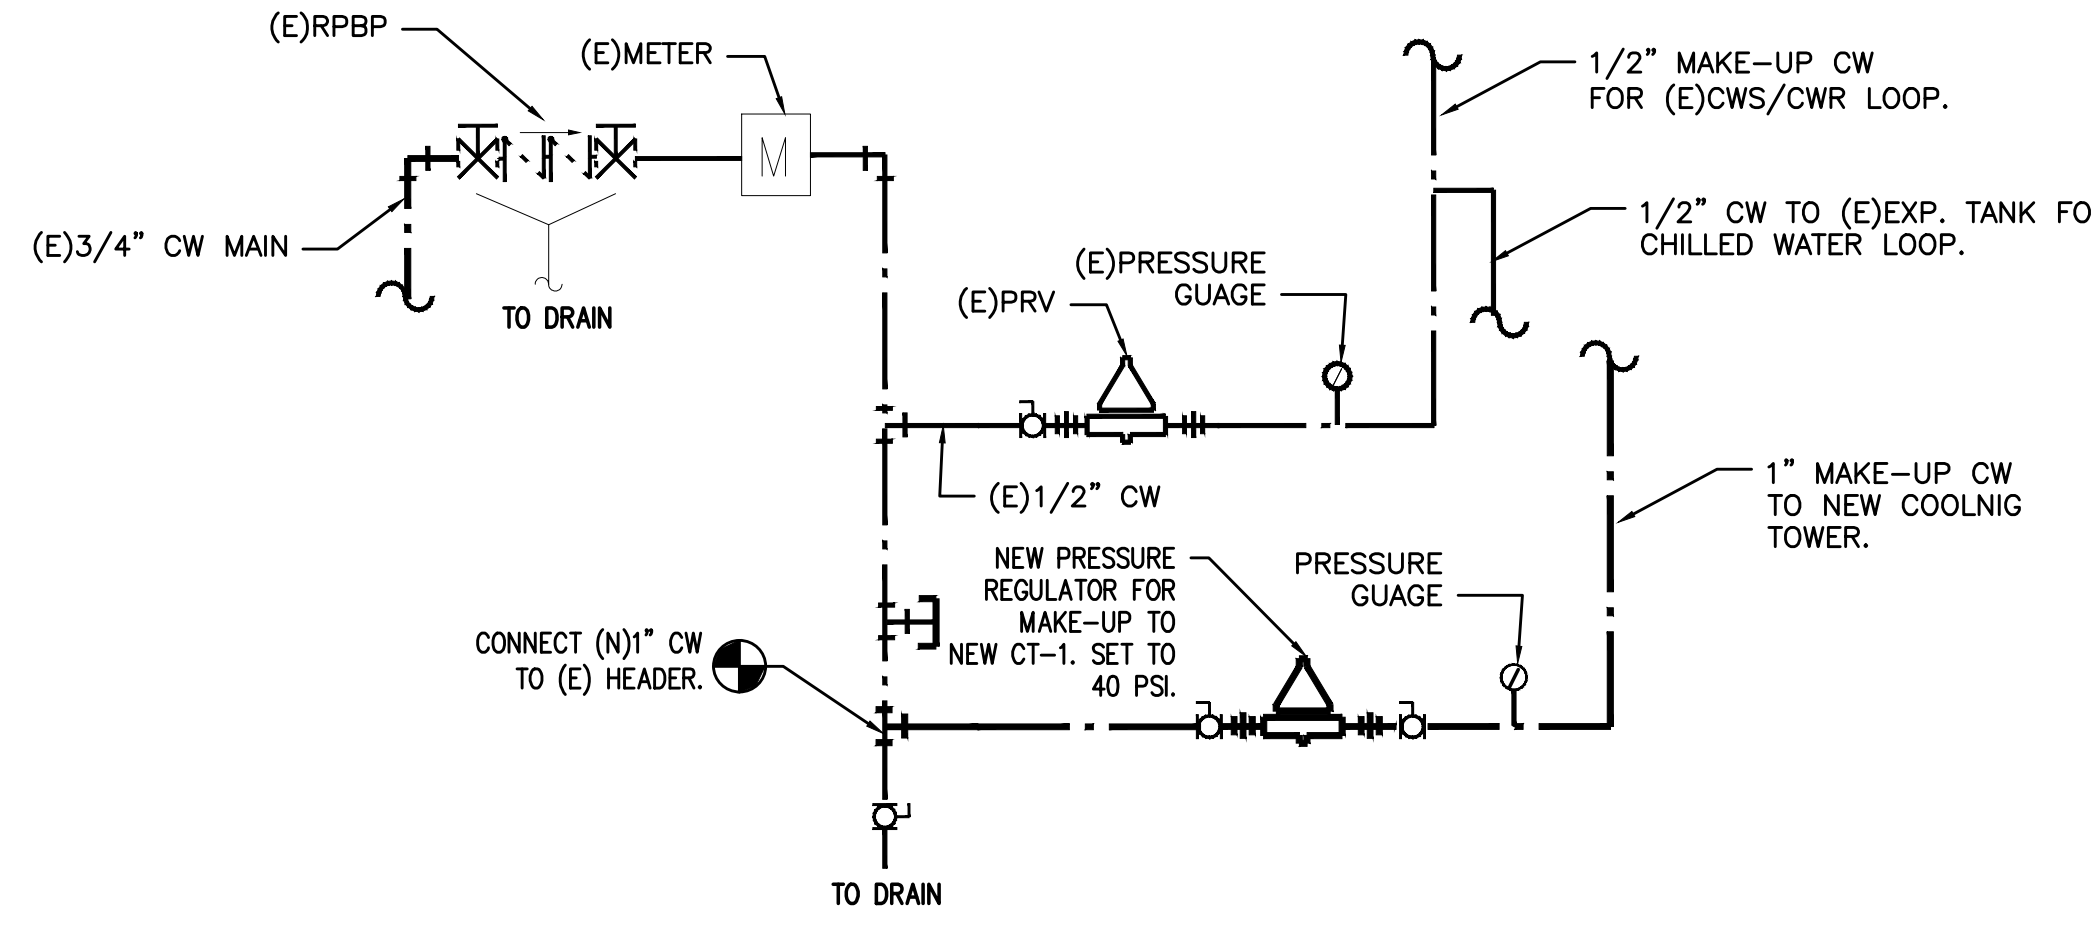 (E)RPBP
(E)METER
M
(E)3/4" CW MAIN
TO DRAIN
1/2" MAKE-UP CW
FOR (E)CWS/CWR LOOP.
1/2" CW TO (E)EXP. TANK FO
CHILLED WATER LOOP.
(E)PRESSURE
GUAGE
(E)PRV
(E)1/2" CW
1" MAKE-UP CW
TO NEW COOLNIG
TOWER.
NEW PRESSURE
REGULATOR FOR
MAKE-UP TO
NEW CT-1. SET TO
40 PSI.
PRESSURE
GUAGE
CONNECT (N)1" CW
TO (E) HEADER.
TO DRAIN